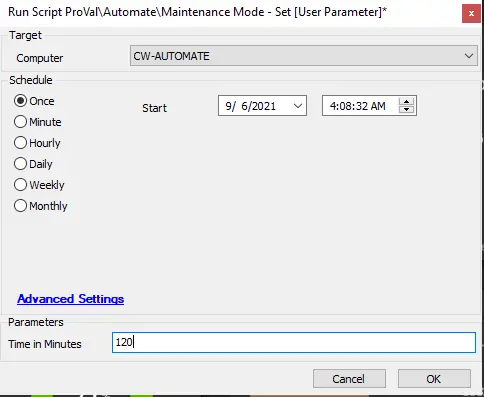 Run Script ProVal\Automate\Maintenance Mode - Set [User Parameter]*
x
Target
Computer CW-AUTOMATE
Schedule
Once Start 9/ 6/2021 4:08:32 AM
Minute
Hourly
Daily
Weekly
Monthly
Advanced Settings
Parameters
Time in Minutes 120
Cancel OK